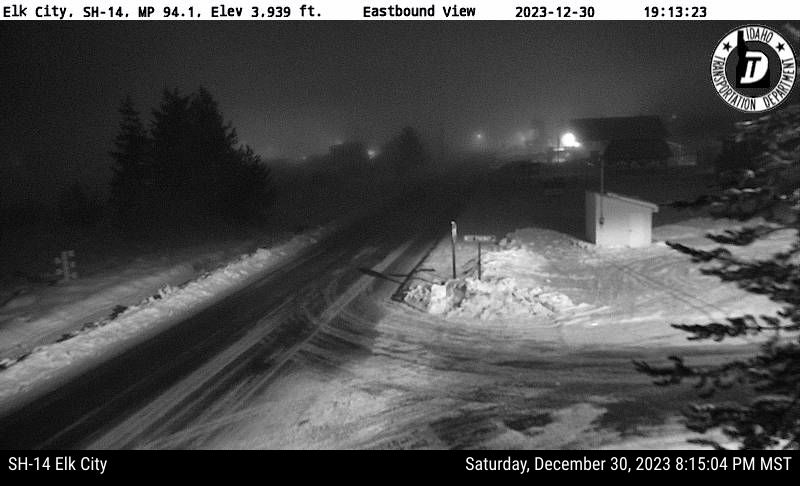 Elk City, SH-14, MP 94.1, Elev 3,939 ft. Eastbound View 2023-12-30 19:13:23
IDAHO
TRANSPORTATION DEPARTMENT
SH-14 Elk City Saturday, December 30, 2023 8:15:04 PM MST